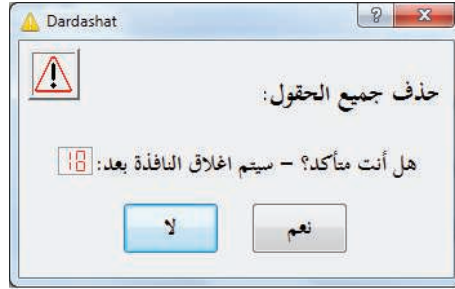 Dardashat
حذف جميع الحقول:
هل أنت متأكد؟ – سيتم اغلاق النافذة بعد: 18
نعم
لا